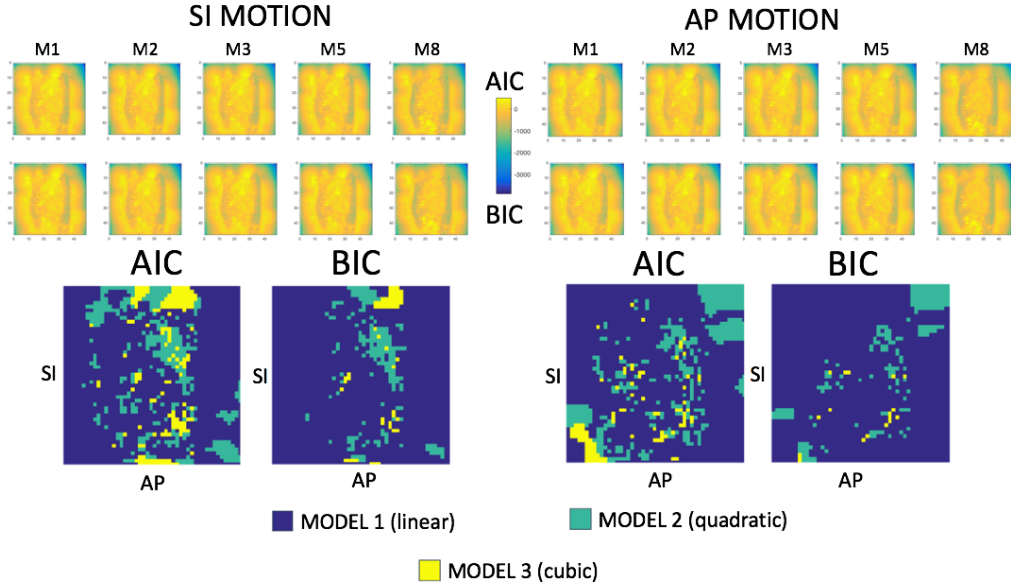 SI MOTION
AP MOTION
M1 M2 M3 M5 M8
M1 M2 M3 M5 M8
AIC
0
-1000
-2000
-3000
BIC
AIC BIC
AIC BIC
SI
SI
SI
SI
AP
AP
AP
AP
MODEL 1 (linear)
MODEL 2 (quadratic)
MODEL 3 (cubic)